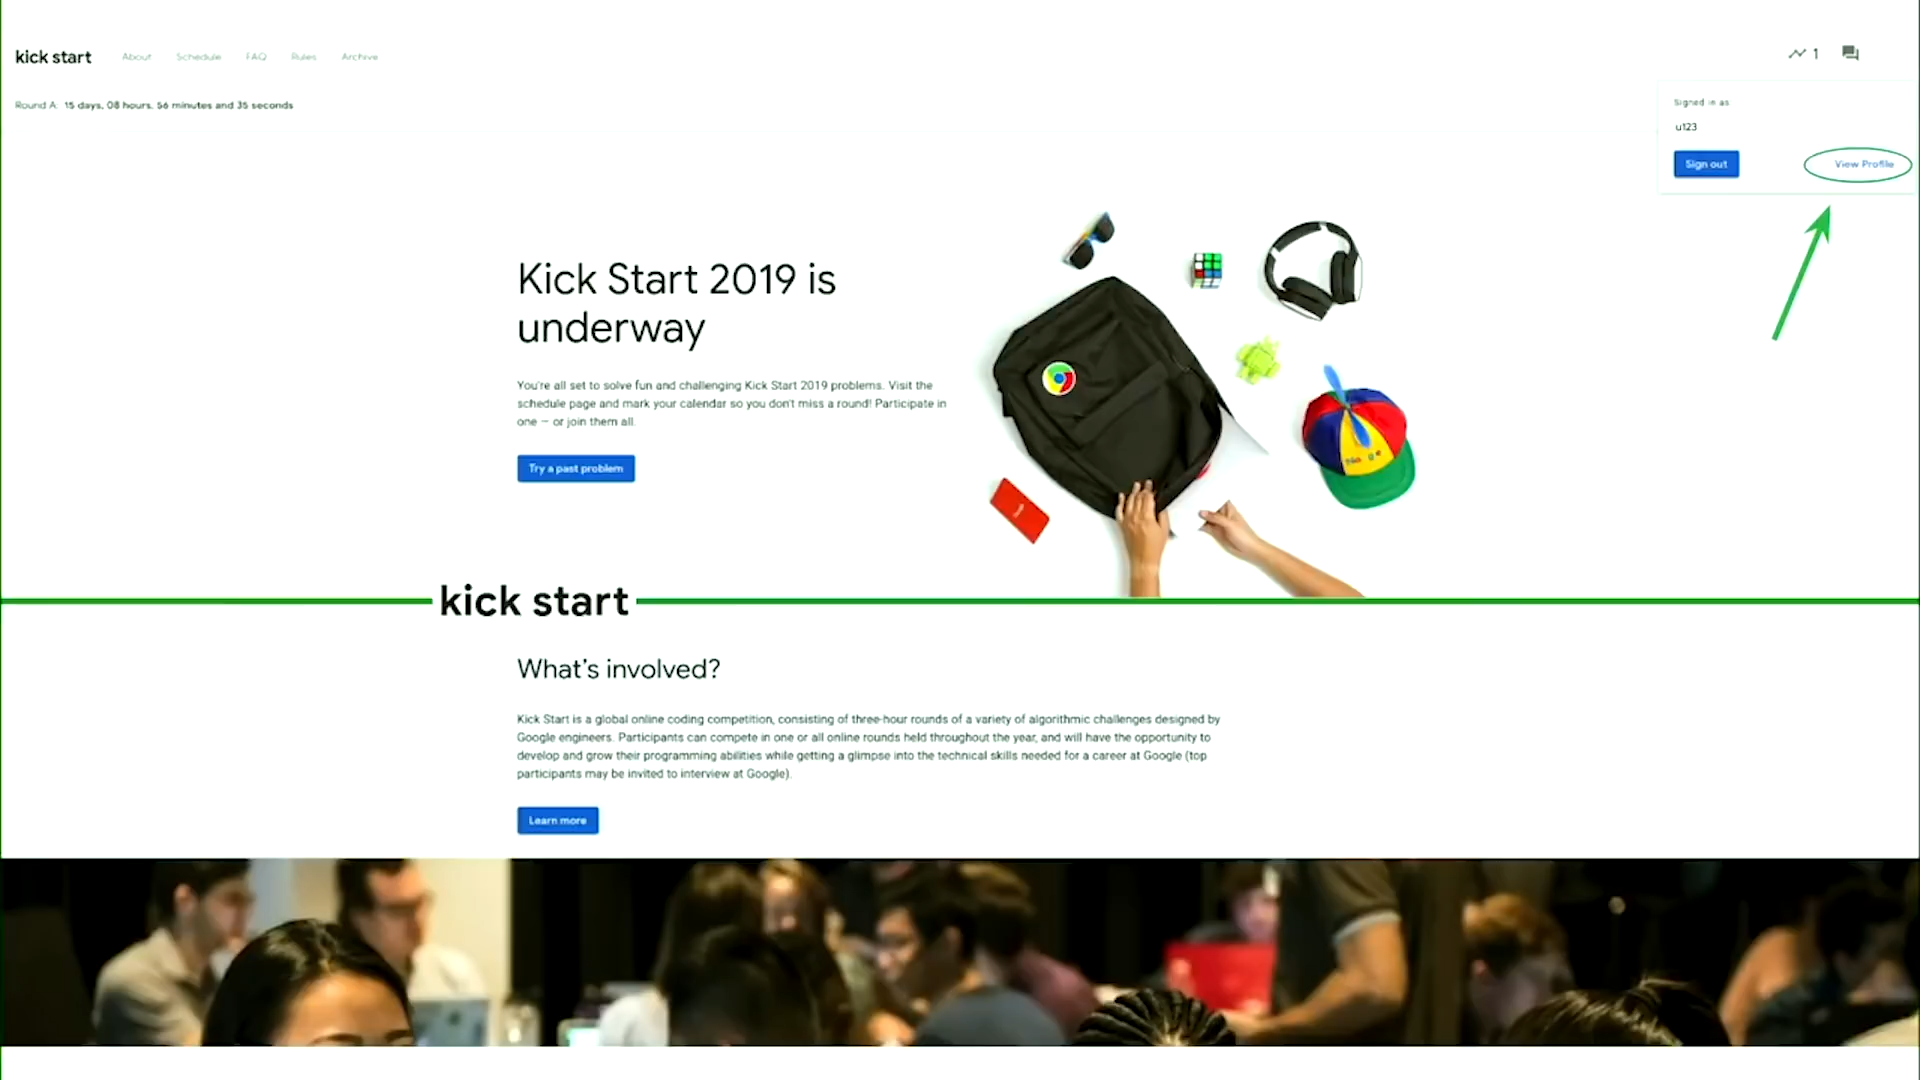 kick start About Schedule FAQ Rules Archive 1
Round A: 15 days, 08 hours, 56 minutes and 35 seconds
Signed in as
u123
Sign out View Profile
Kick Start 2019 is
underway
You're all set to solve fun and challenging Kick Start 2019 problems. Visit the
schedule page and mark your calendar so you don't miss a round! Participate in
one – or join them all.
Try a past problem
kick start
What's involved?
Kick Start is a global online coding competition, consisting of three-hour rounds of a variety of algorithmic challenges designed by
Google engineers. Participants can compete in one or all online rounds held throughout the year, and will have the opportunity to
develop and grow their programming abilities while getting a glimpse into the technical skills needed for a career at Google (top
participants may be invited to interview at Google).
Learn more